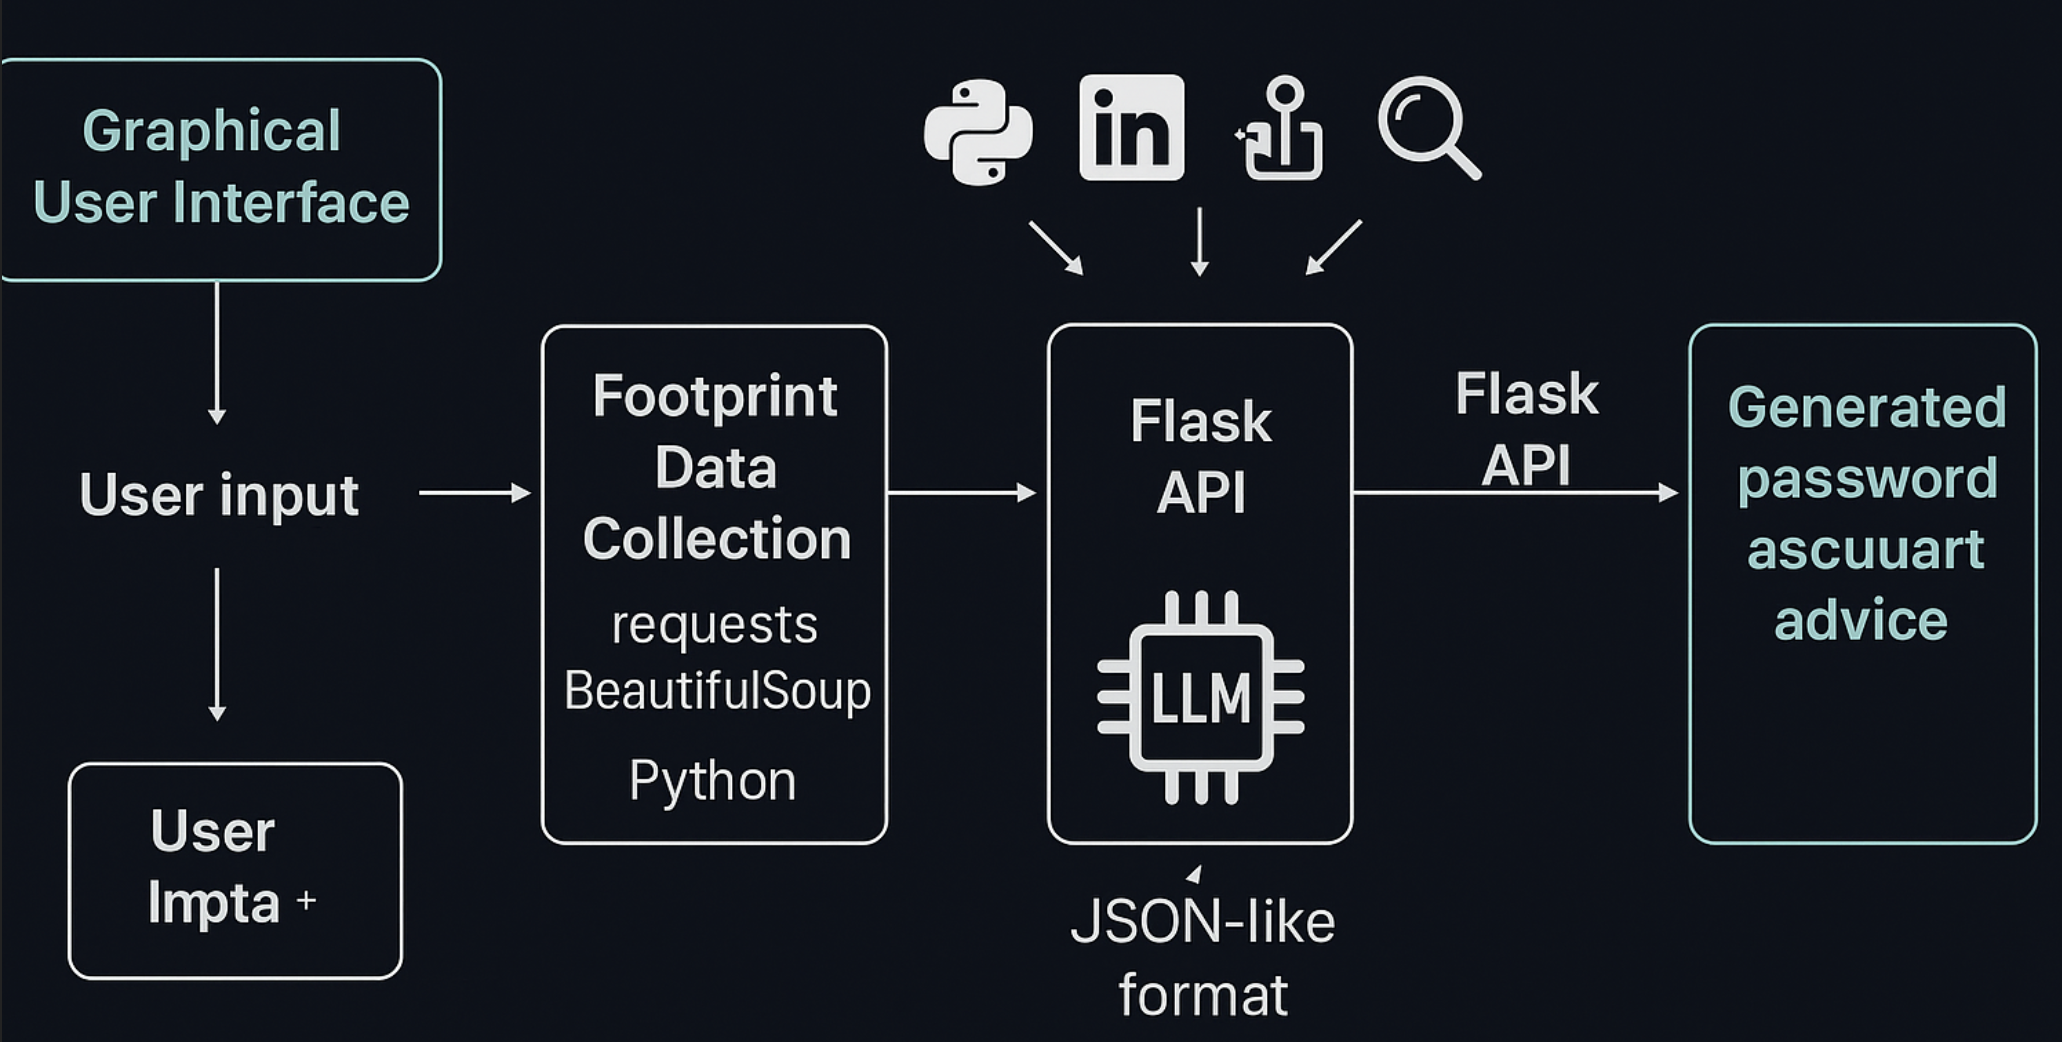 Graphical
User Interface
User input
User
Impta +
Footprint
Data
Collection
requests
BeautifulSoup
Python
in
Flask
API
LLM
JSON-like
format
Flask
API
Generated
password
ascuuart
advice